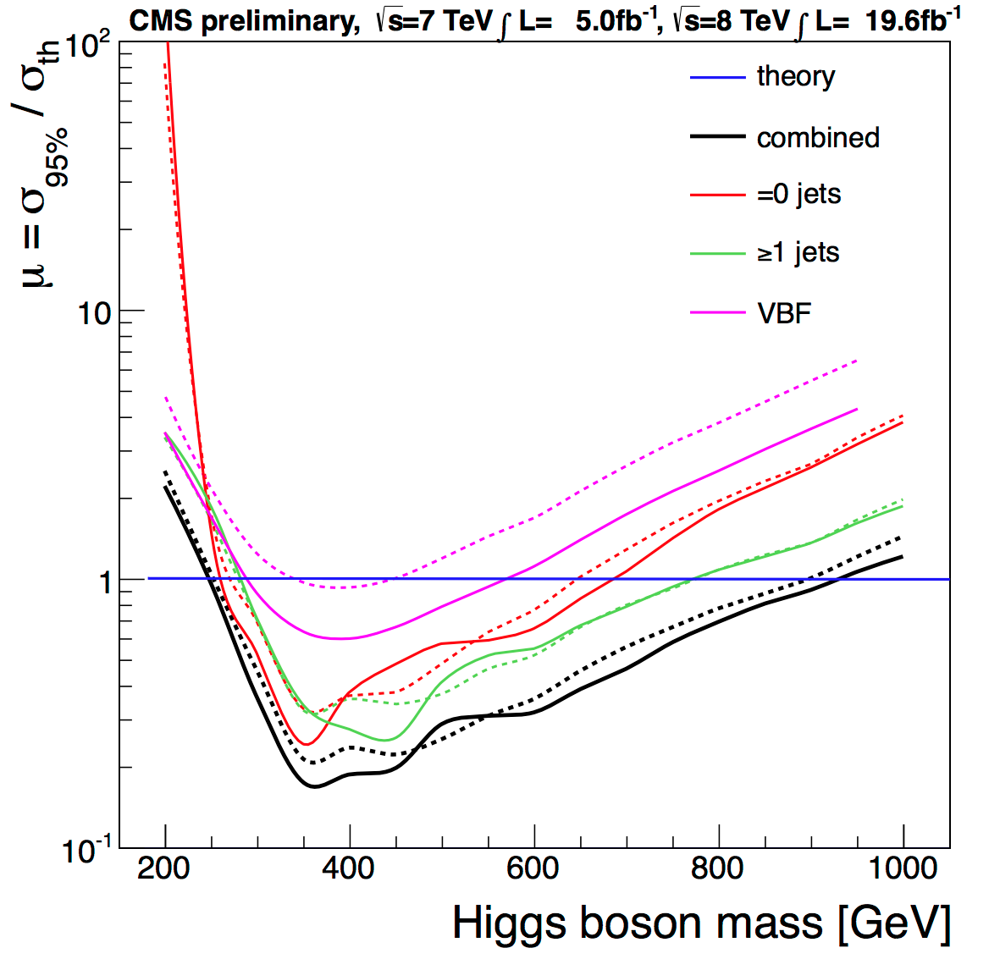 CMS preliminary, √s=7 TeV ∫ L= 5.0fb⁻¹, √s=8 TeV ∫ L= 19.6fb⁻¹
μ = σ95% / σth
10²
10
1
10⁻¹
theory
combined
=0 jets
≥1 jets
VBF
200 400 600 800 1000
Higgs boson mass [GeV]